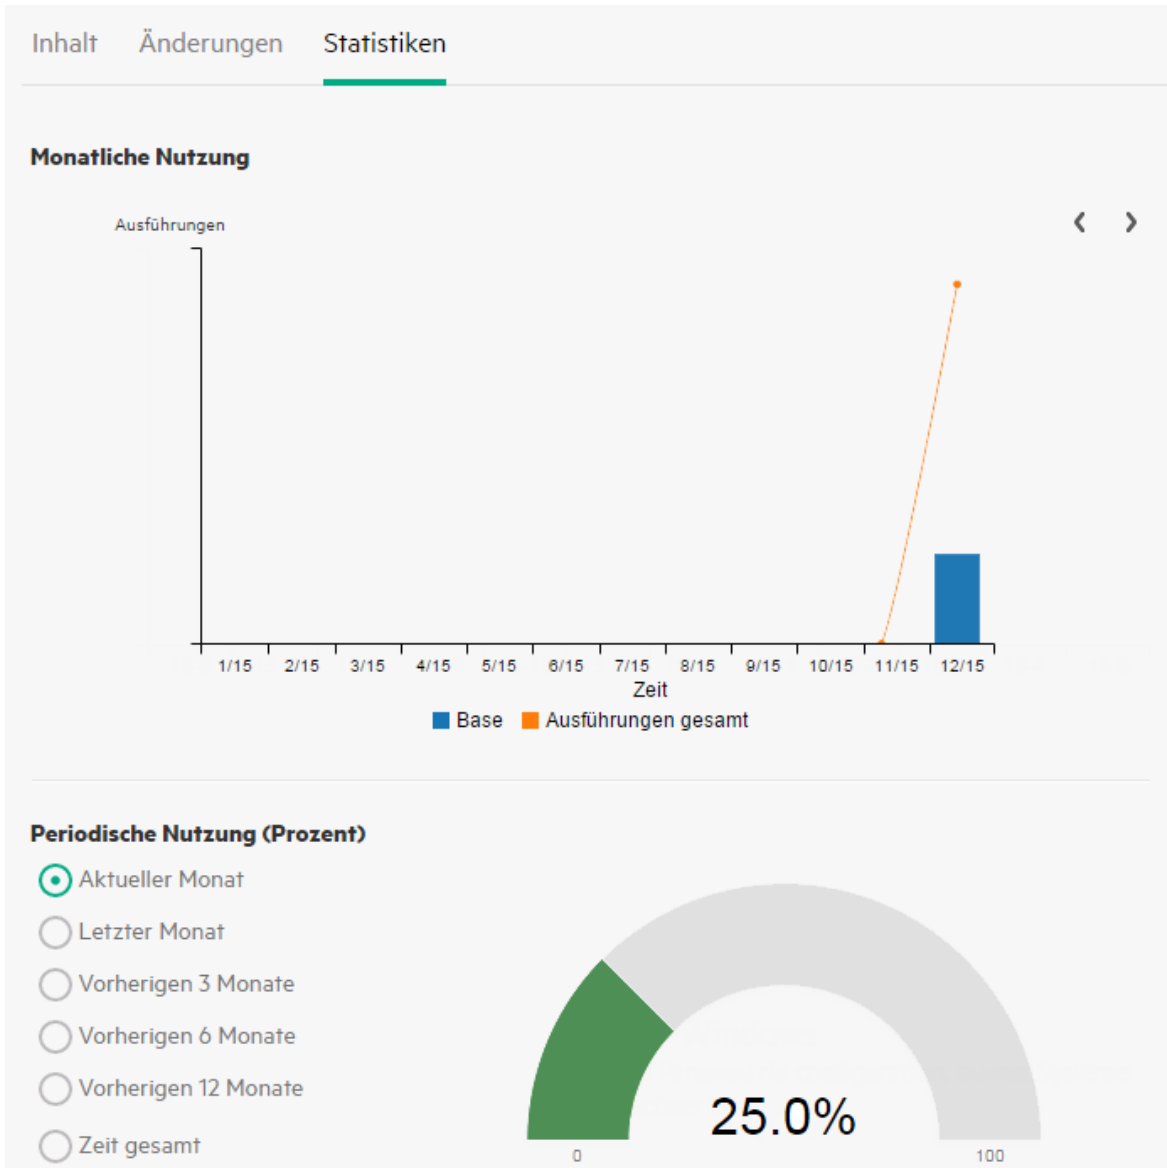 Inhalt Änderungen Statistiken
Monatliche Nutzung
Ausführungen
1/15 2/15 3/15 4/15 5/15 6/15 7/15 8/15 9/15 10/15 11/15 12/15
Zeit
Base Ausführungen gesamt
Periodische Nutzung (Prozent)
Aktueller Monat
Letzter Monat
Vorherigen 3 Monate
Vorherigen 6 Monate
Vorherigen 12 Monate
Zeit gesamt
25.0%
0 100